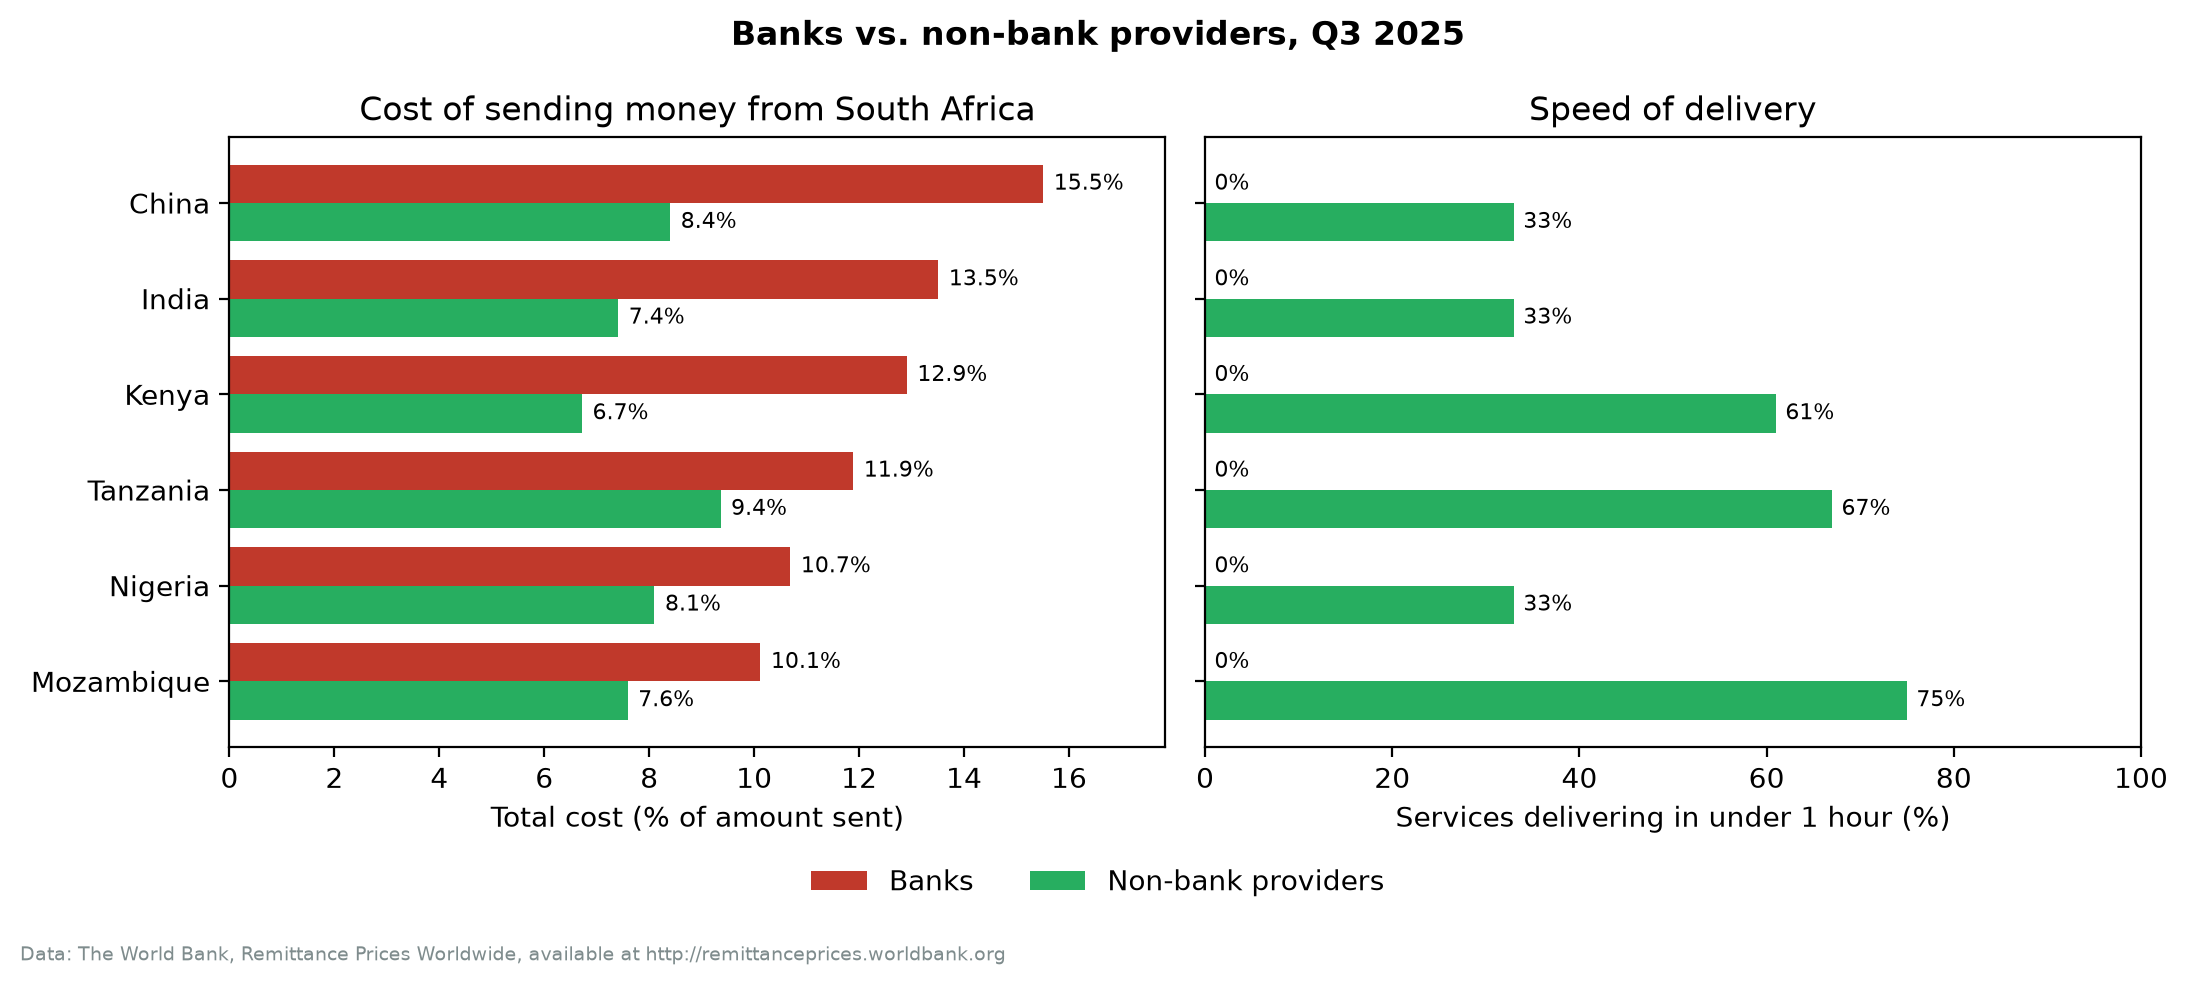 Banks vs. non-bank providers, Q3 2025
Cost of sending money from South Africa
China
15.5%
8.4%
India
13.5%
7.4%
Kenya
12.9%
6.7%
Tanzania
11.9%
9.4%
Nigeria
10.7%
8.1%
Mozambique
10.1%
7.6%
0 2 4 6 8 10 12 14 16
Total cost (% of amount sent)
Speed of delivery
0%
33%
0%
33%
0%
61%
0%
67%
0%
33%
0%
75%
0 20 40 60 80 100
Services delivering in under 1 hour (%)
Banks Non-bank providers
Data: The World Bank, Remittance Prices Worldwide, available at http://remittanceprices.worldbank.org